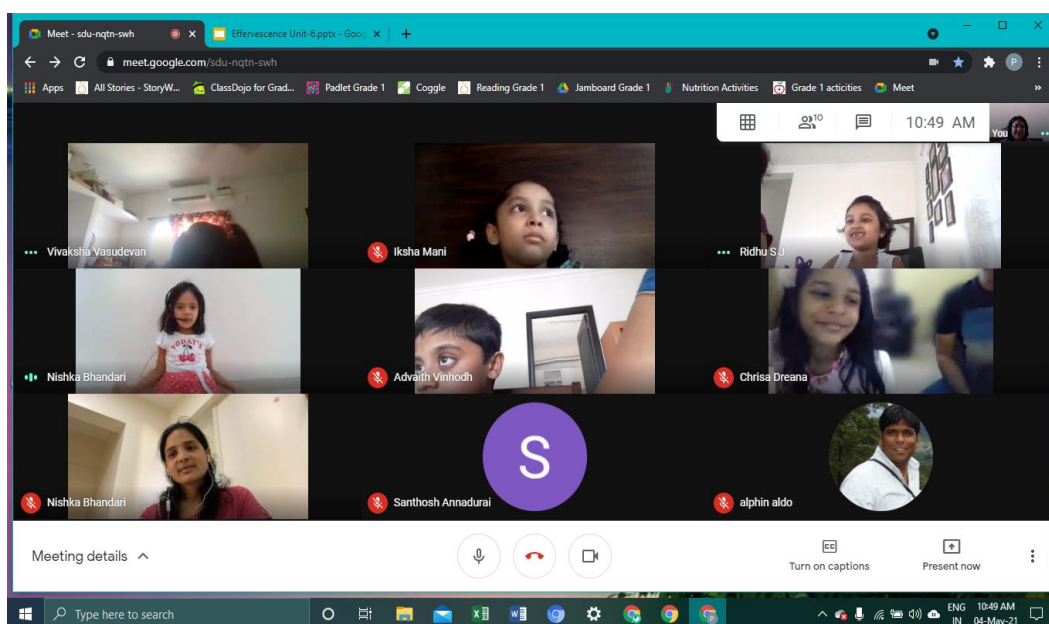 Meet - sdu-nqtn-swh
Effervescence Unit-6.pptx - Goog
meet.google.com/sdu-nqtn-swh
P
Apps All Stories - StoryW... ClassDojo for Grad... Padlet Grade 1 Coggle Reading Grade 1 Jamboard Grade 1 Nutrition Activities Grade 1 acticities Meet »
10 10:49 AM You
Vivaksha Vasudevan Iksha Mani Ridhu S J
TODAY'S
Nishka Bhandari Advaith Vinhodh Chrisa Dreana
S
Nishka Bhandari Santhosh Annadurai alphin aldo
Meeting details CC Turn on captions Present now
Type here to search ENG 10:49 AM
IN 04-May-21